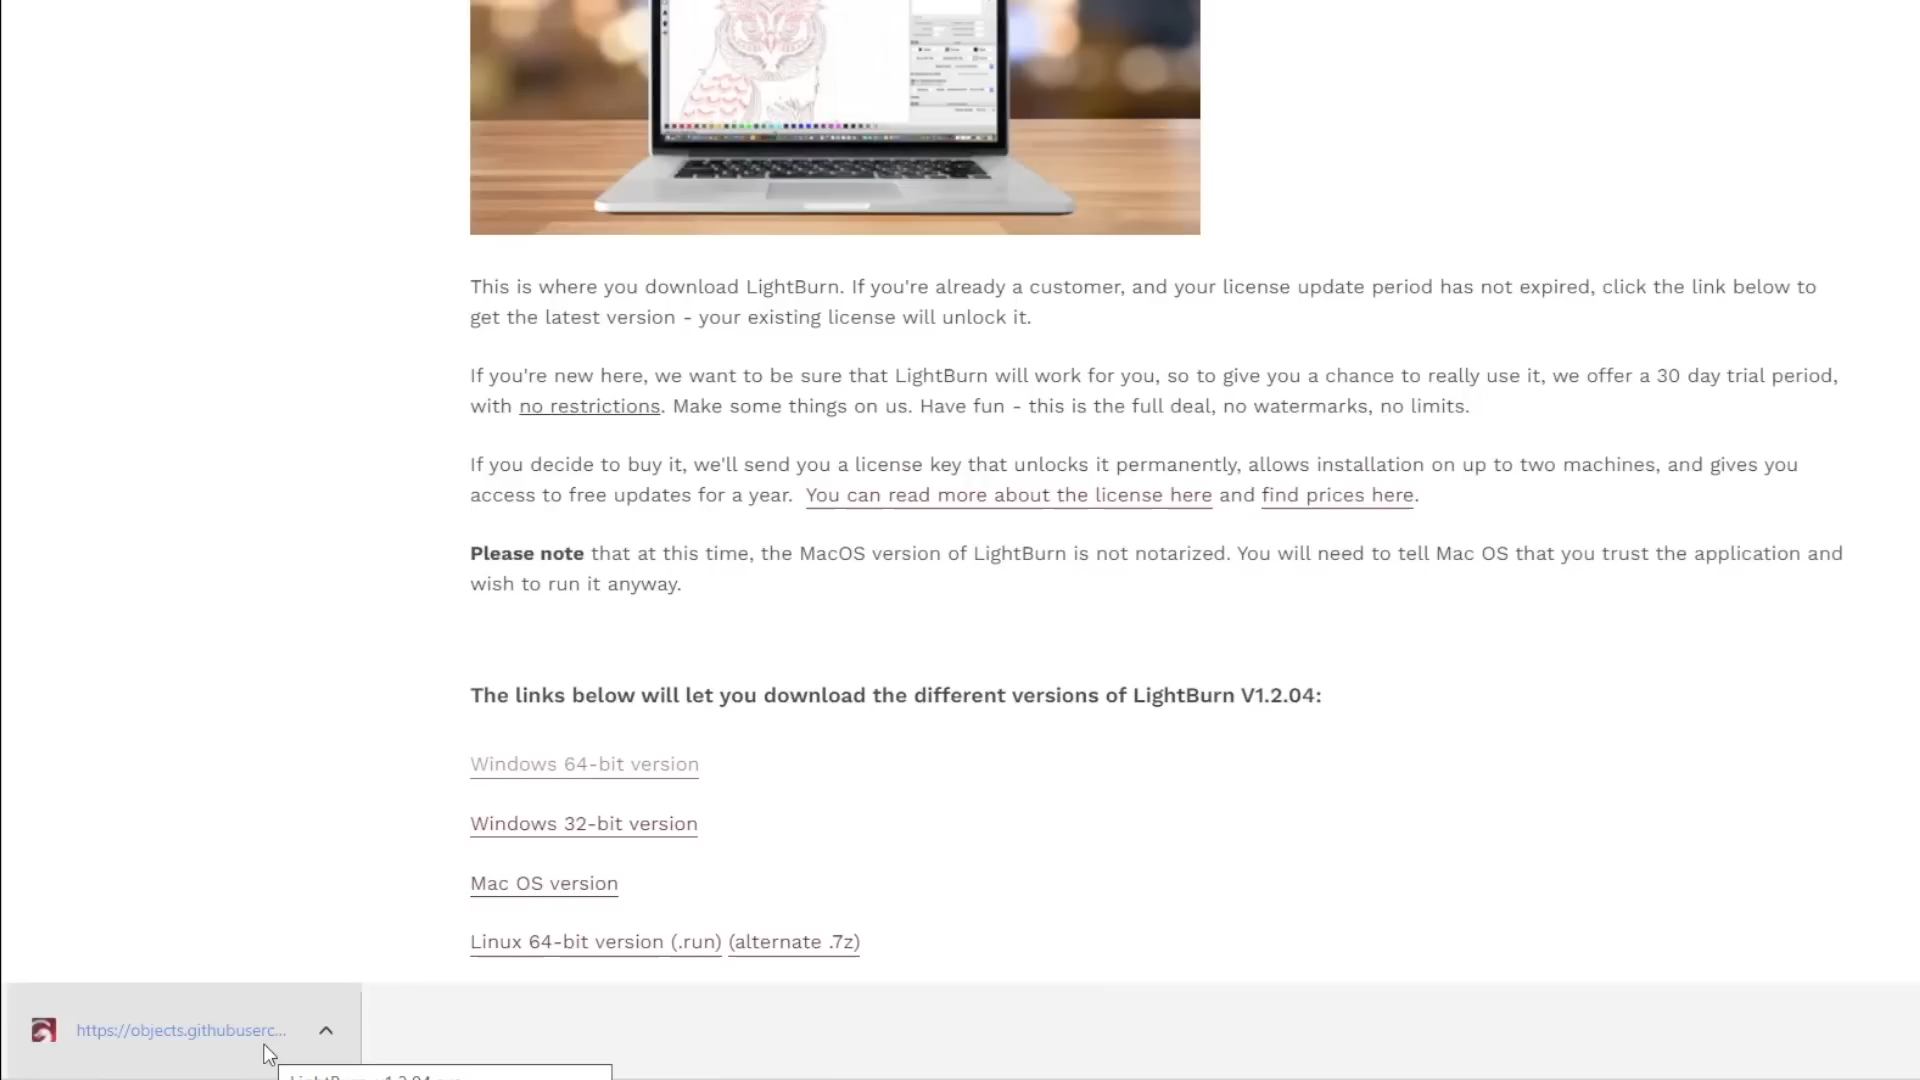 This is where you download LightBurn. If you're already a customer, and your license update period has not expired, click the link below to
get the latest version - your existing license will unlock it.
If you're new here, we want to be sure that LightBurn will work for you, so to give you a chance to really use it, we offer a 30 day trial period,
with no restrictions. Make some things on us. Have fun - this is the full deal, no watermarks, no limits.
If you decide to buy it, we'll send you a license key that unlocks it permanently, allows installation on up to two machines, and gives you
access to free updates for a year. You can read more about the license here and find prices here.
Please note that at this time, the MacOS version of LightBurn is not notarized. You will need to tell Mac OS that you trust the application and
wish to run it anyway.
The links below will let you download the different versions of LightBurn V1.2.04:
Windows 64-bit version
Windows 32-bit version
Mac OS version
Linux 64-bit version (.run) (alternate .7z)
https://objects.githubuserc...